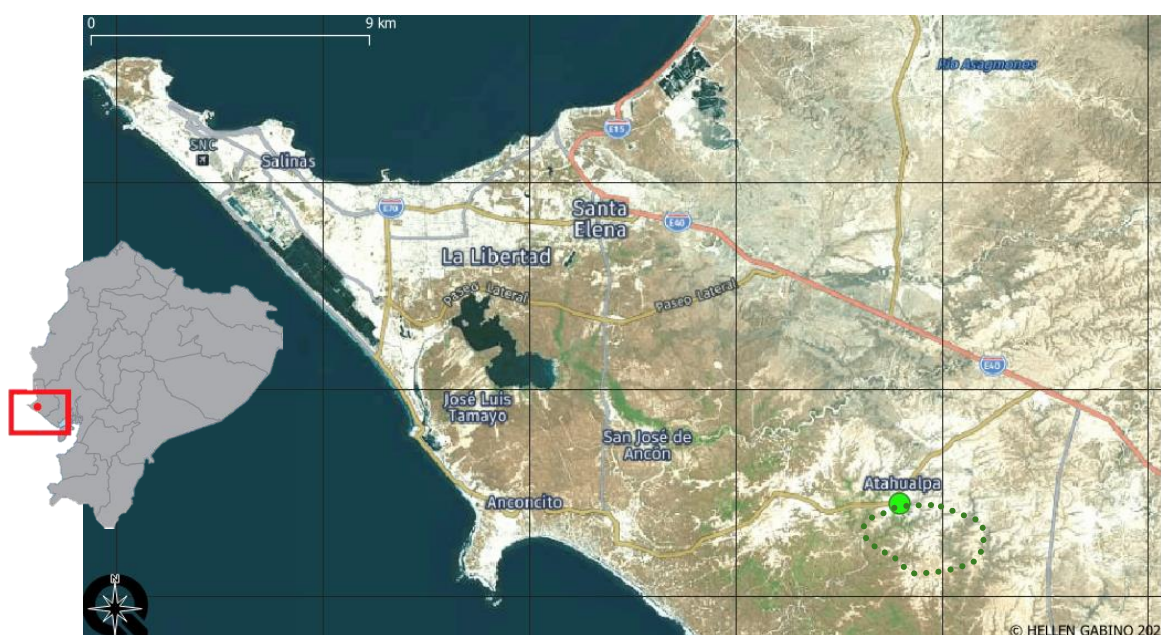 0 9 km
Río Asagmones
E15
SNC
Salinas
E70
Santa
Elena
E40
La Libertad
Paseo Lateral
Paseo Lateral
E40
José Luis
Tamayo
San José de
Ancón
Atahualpa
Anconcito
N
© HELLEN GABINO 202